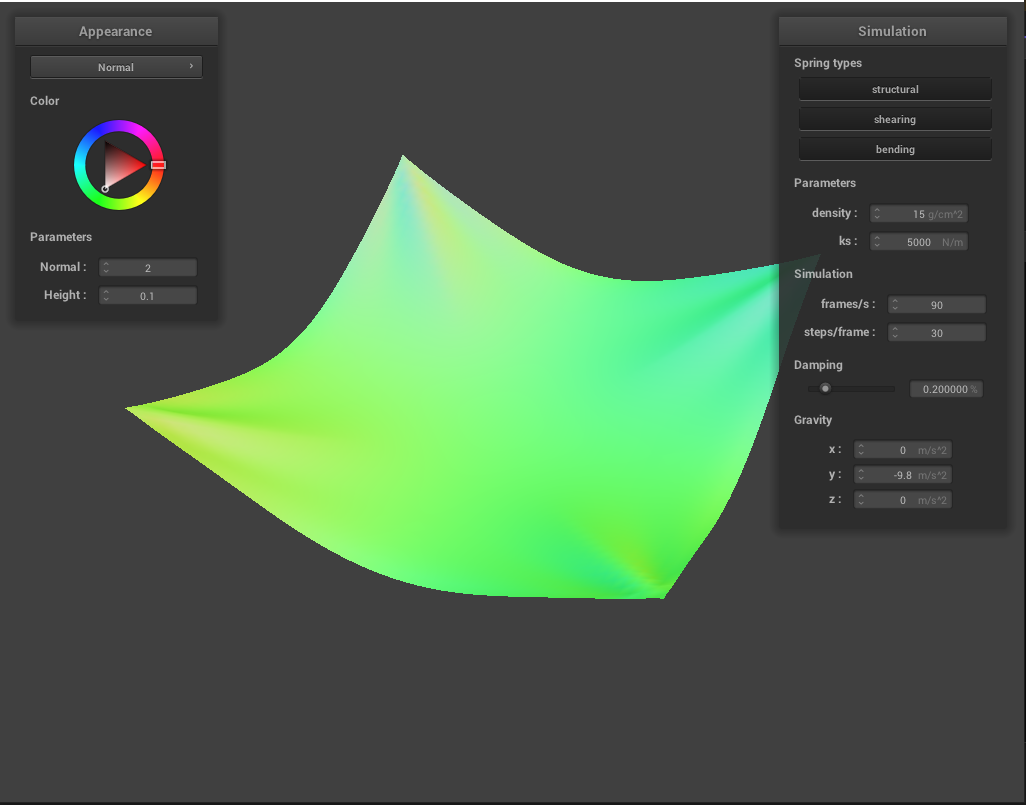 Appearance
Normal
Color
Parameters
Normal : 2
Height : 0.1
Simulation
Spring types
structural
shearing
bending
Parameters
density : 15 g/cm^2
ks : 5000 N/m
Simulation
frames/s : 90
steps/frame : 30
Damping
0.200000 %
Gravity
x : 0 m/s^2
y : -9.8 m/s^2
z : 0 m/s^2